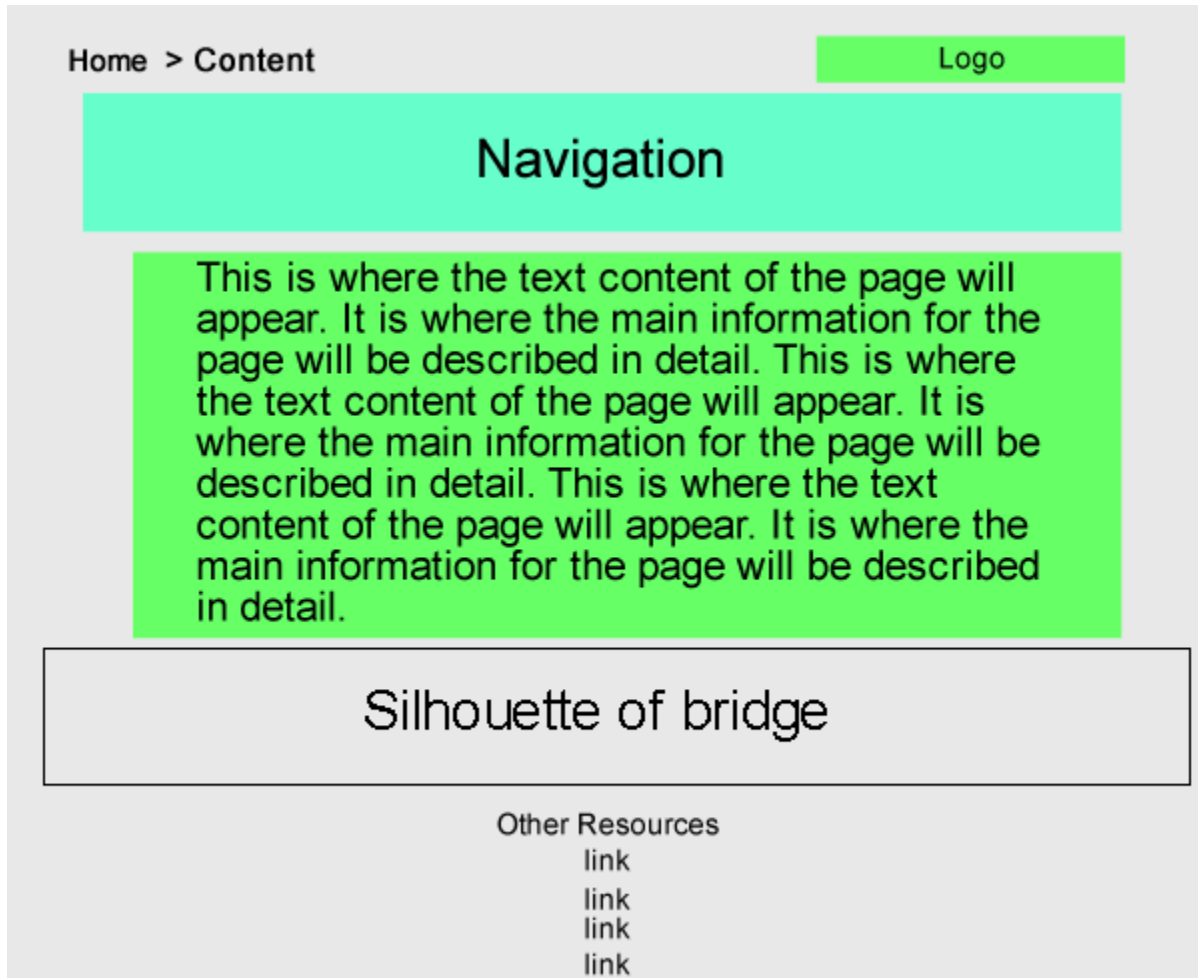 Home > Content
Logo
Navigation
This is where the text content of the page will
appear. It is where the main information for the
page will be described in detail. This is where
the text content of the page will appear. It is
where the main information for the page will be
described in detail. This is where the text
content of the page will appear. It is where the
main information for the page will be described
in detail.
Silhouette of bridge
Other Resources
link
link
link
link